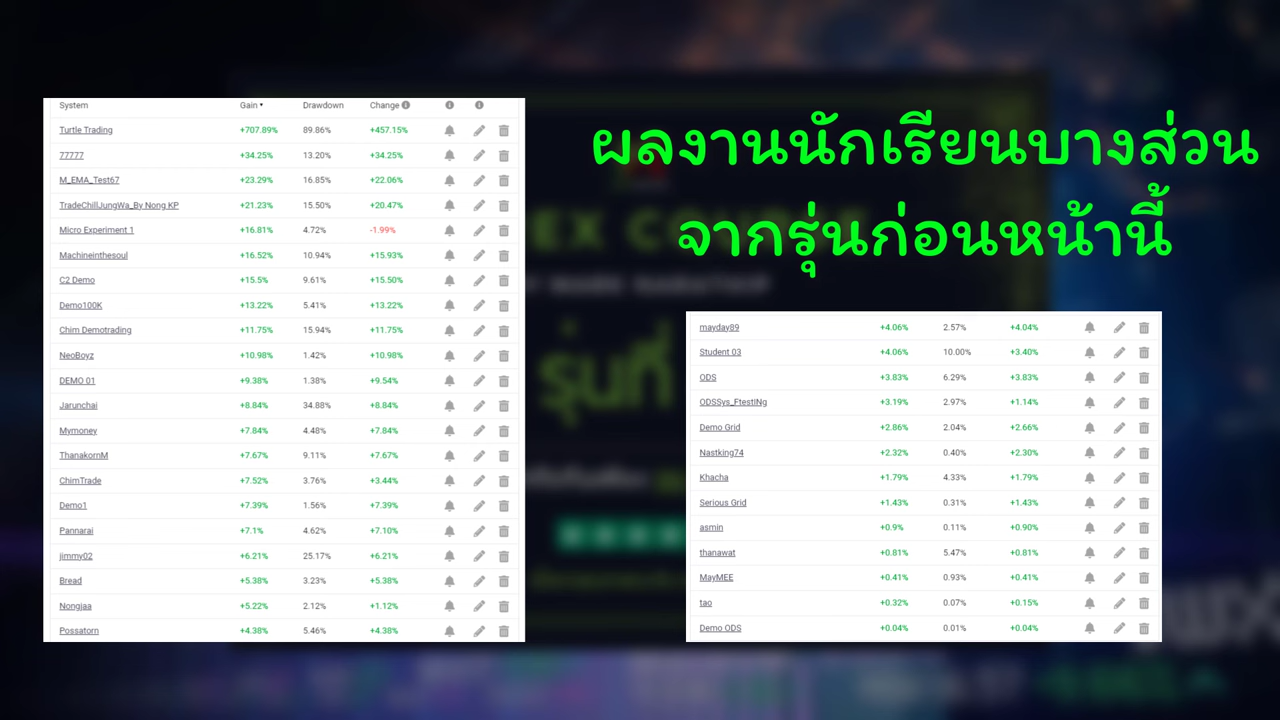 ผลงานนักเรียนบางส่วน
จากรุ่นก่อนหน้านี้
System Gain Drawdown Change
Turtle Trading +707.89% 89.86% +457.15%
77777 +34.25% 13.20% +34.25%
M_EMA_Test67 +23.29% 16.85% +22.06%
TradeChillJungWa_By Nong KP +21.23% 15.50% +20.47%
Micro Experiment 1 +16.81% 4.72% -1.99%
Machineinthesoul +16.52% 10.94% +15.93%
C2 Demo +15.5% 9.61% +15.50%
Demo100K +13.22% 5.41% +13.22%
Chim Demotrading +11.75% 15.94% +11.75%
NeoBoyz +10.98% 1.42% +10.98%
DEMO 01 +9.38% 1.38% +9.54%
Jarunchai +8.84% 34.88% +8.84%
Mymoney +7.84% 4.48% +7.84%
ThanakornM +7.67% 9.11% +7.67%
ChimTrade +7.52% 3.76% +3.44%
Demo1 +7.39% 1.56% +7.39%
Pannarai +7.1% 4.62% +7.10%
jimmy02 +6.21% 25.17% +6.21%
Bread +5.38% 3.23% +5.38%
Nongjaa +5.22% 2.12% +1.12%
Possatorn +4.38% 5.46% +4.38%
mayday89 +4.06% 2.57% +4.04%
Student 03 +4.06% 10.00% +3.40%
ODS +3.83% 6.29% +3.83%
ODSSys_FtestINg +3.19% 2.97% +1.14%
Demo Grid +2.86% 2.04% +2.66%
Nastking74 +2.32% 0.40% +2.30%
Khacha +1.79% 4.33% +1.79%
Serious Grid +1.43% 0.31% +1.43%
asmin +0.9% 0.11% +0.90%
thanawat +0.81% 5.47% +0.81%
MayMEE +0.41% 0.93% +0.41%
tao +0.32% 0.07% +0.15%
Demo ODS +0.04% 0.01% +0.04%
รุ่นที่